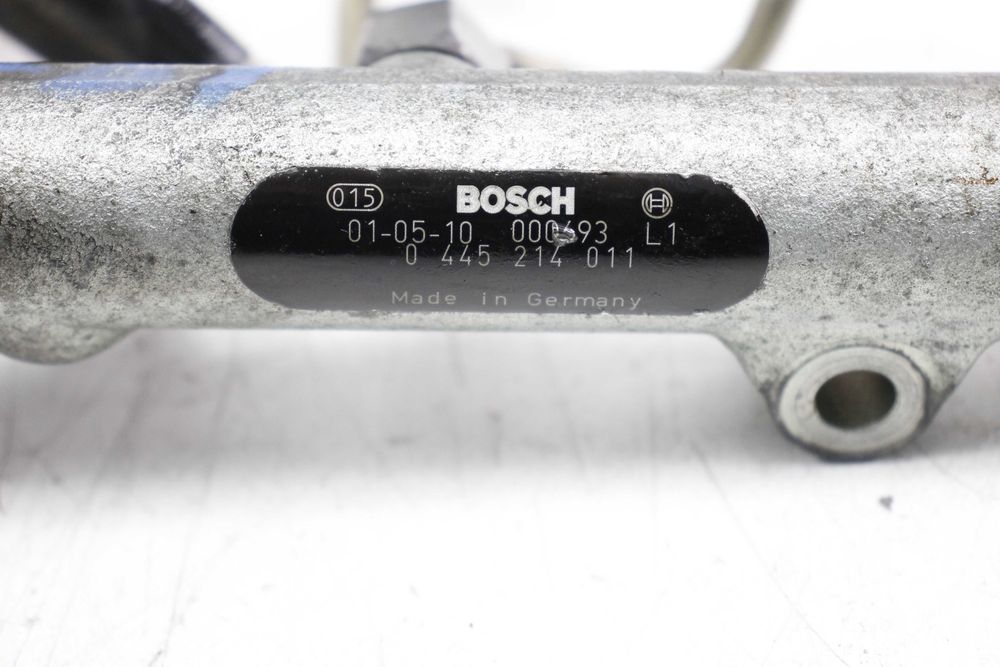 015 BOSCH
01-05-10 L1
0 445 214 011
Made in Germany